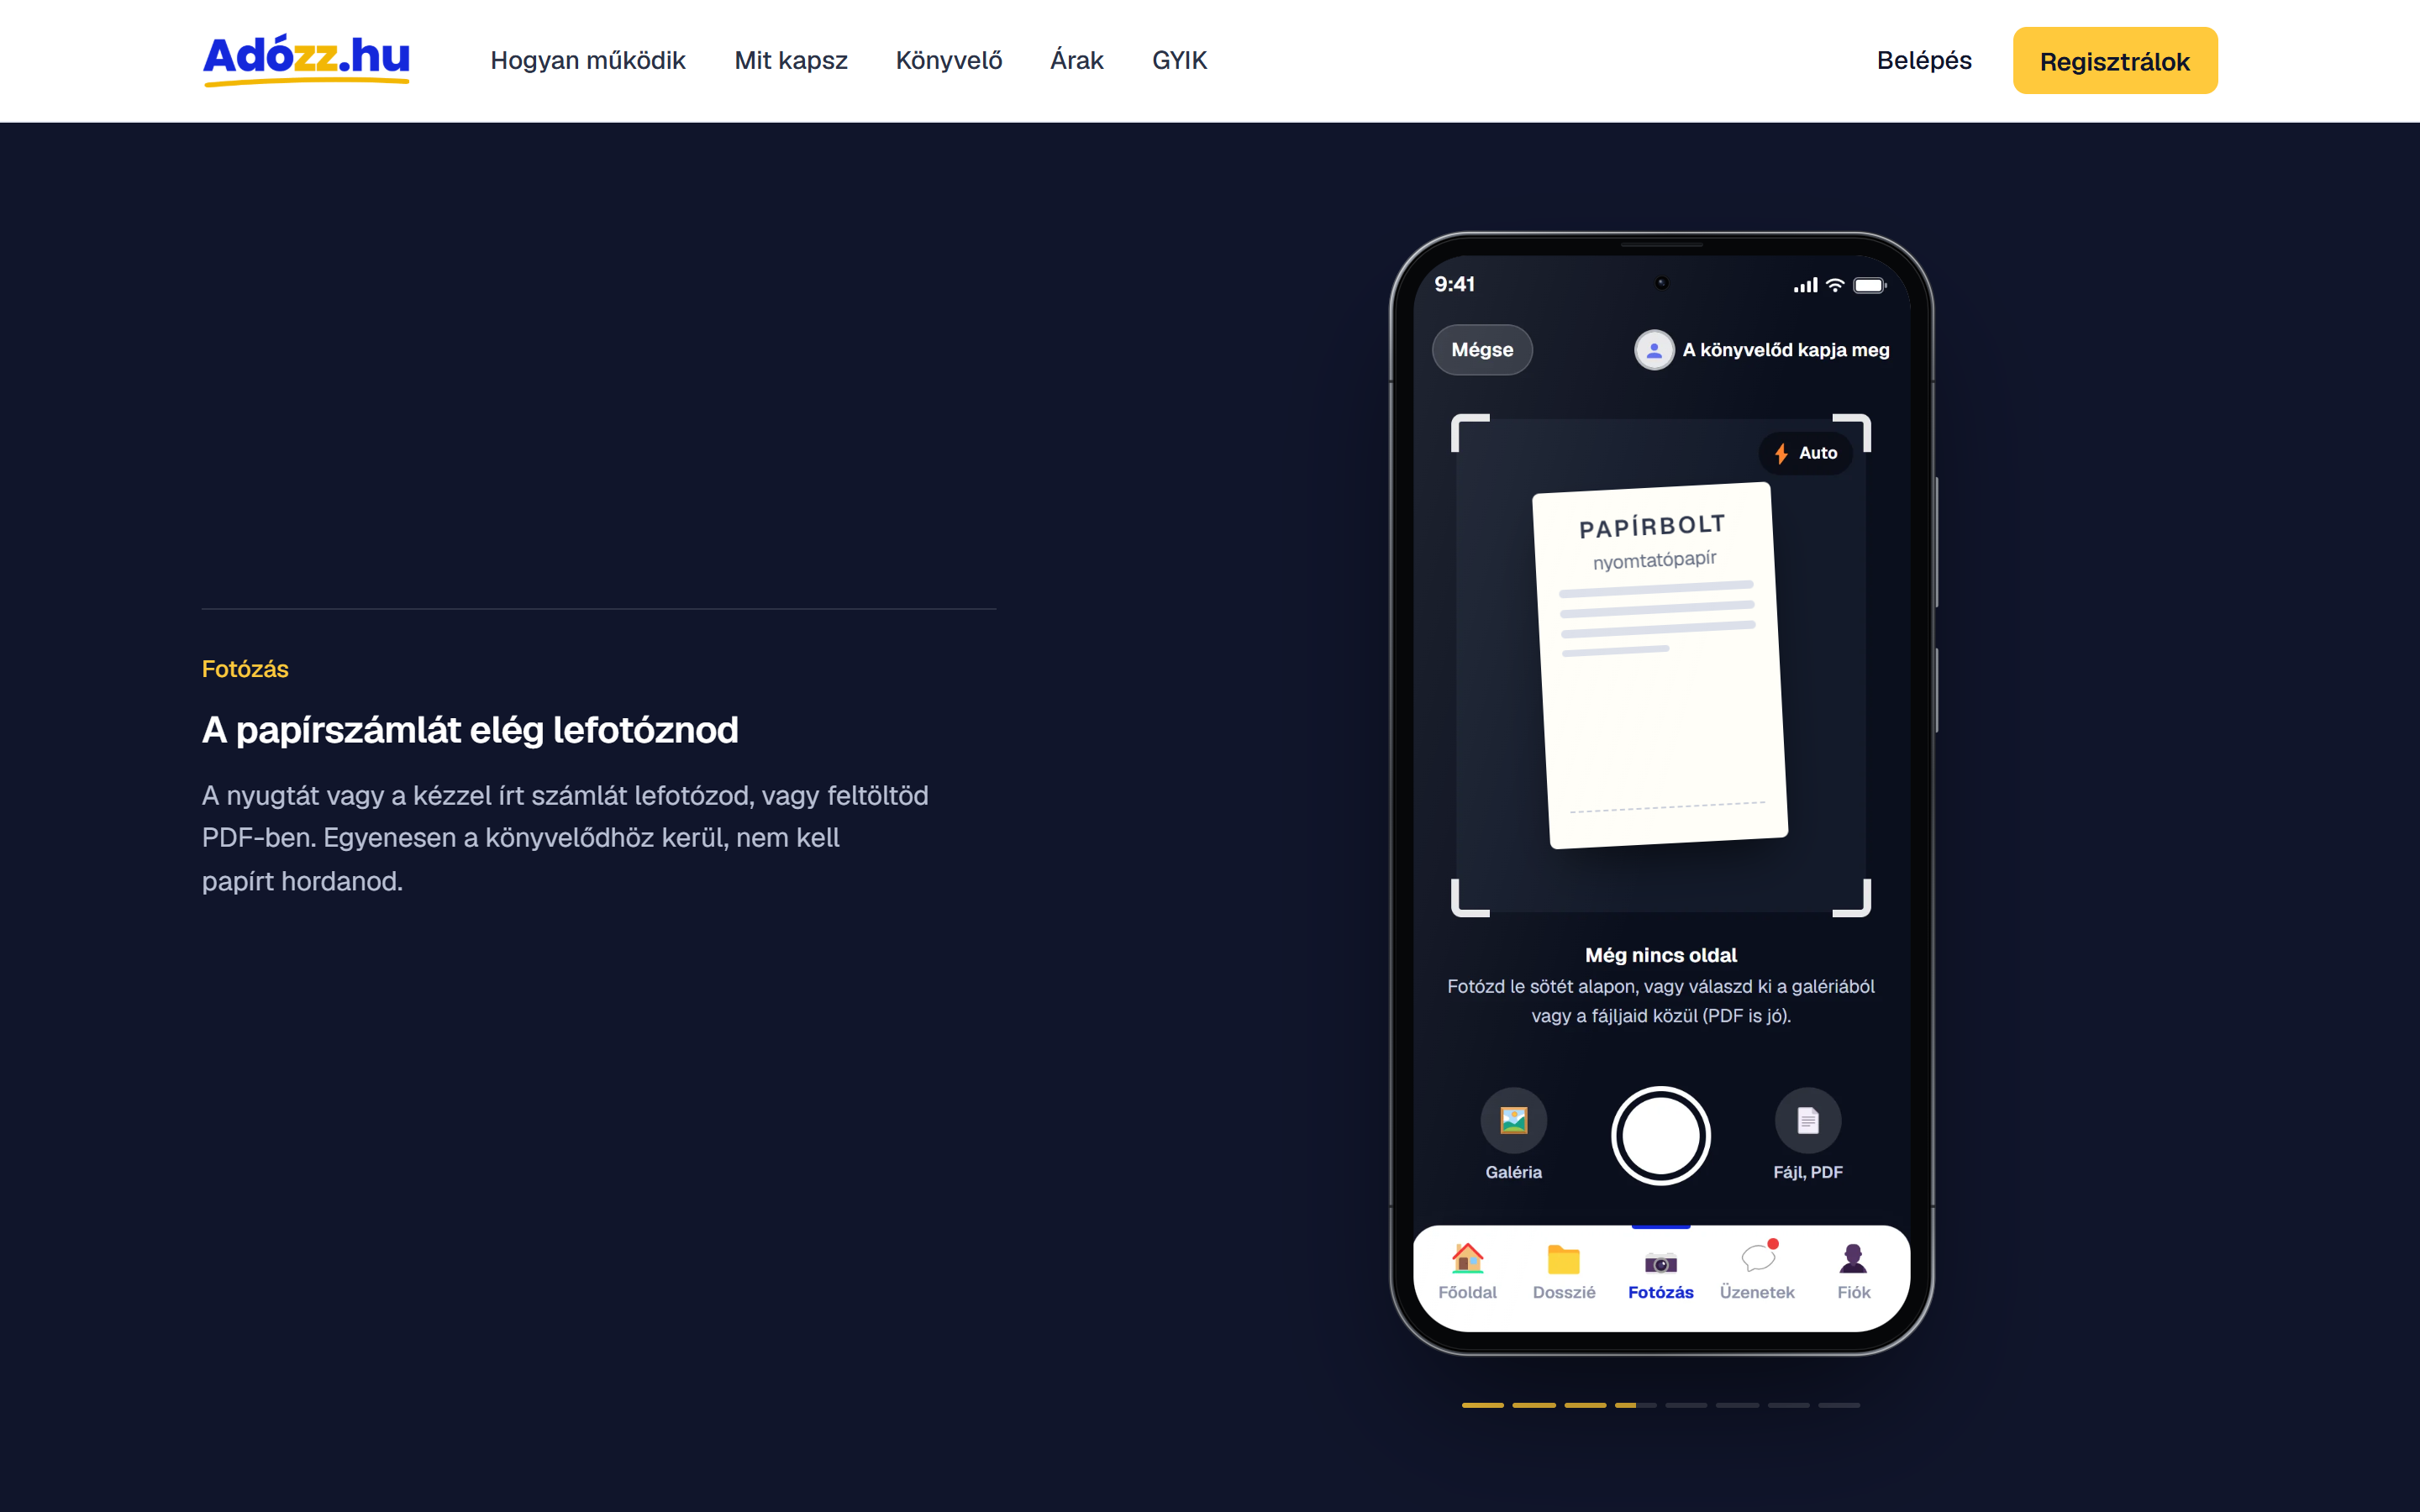 Adózz.hu
Hogyan működik
Mit kapsz
Könyvelő
Árak
GYIK
Belépés
Regisztrálok
Fotózás
A papírszámlát elég lefotóznod
A nyugtát vagy a kézzel írt számlát lefotózod, vagy feltöltöd
PDF-ben. Egyenesen a könyvelődhöz kerül, nem kell
papírt hordanod.
9:41
Mégse
A könyvelőd kapja meg
Auto
PAPÍRBOLT
nyomtatópapír
Még nincs oldal
Fotózd le sötét alapon, vagy válaszd ki a galériából
vagy a fájljaid közül (PDF is jó).
Galéria
Fájl, PDF
Főoldal
Dosszié
Fotózás
Üzenetek
Fiók